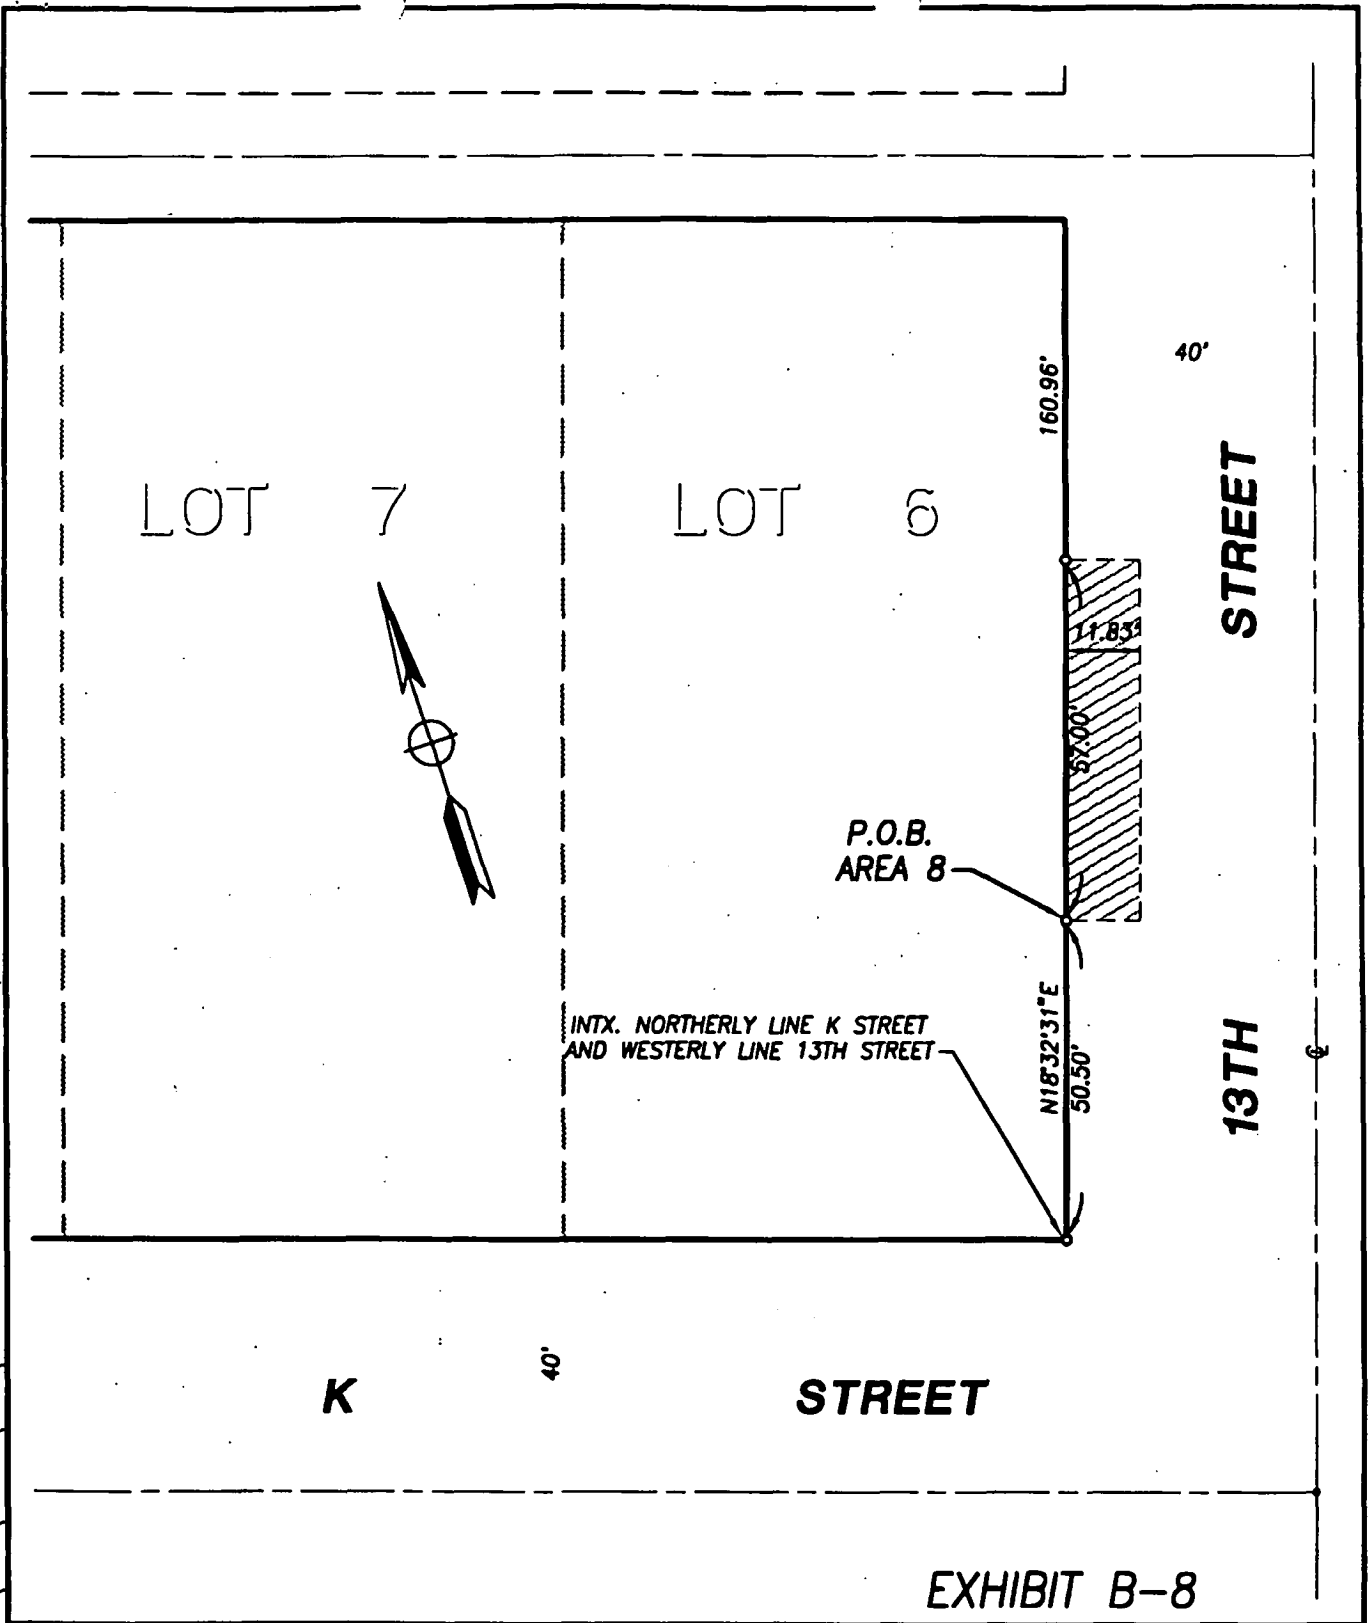 40'
160.96'
LOT 7
LOT 6
STREET
11.83'
57.00'
P.O.B.
AREA 8
INTX. NORTHERLY LINE K STREET
AND WESTERLY LINE 13TH STREET
N18°32'31"E
50.50'
13TH
℄
40'
K STREET
EXHIBIT B-8